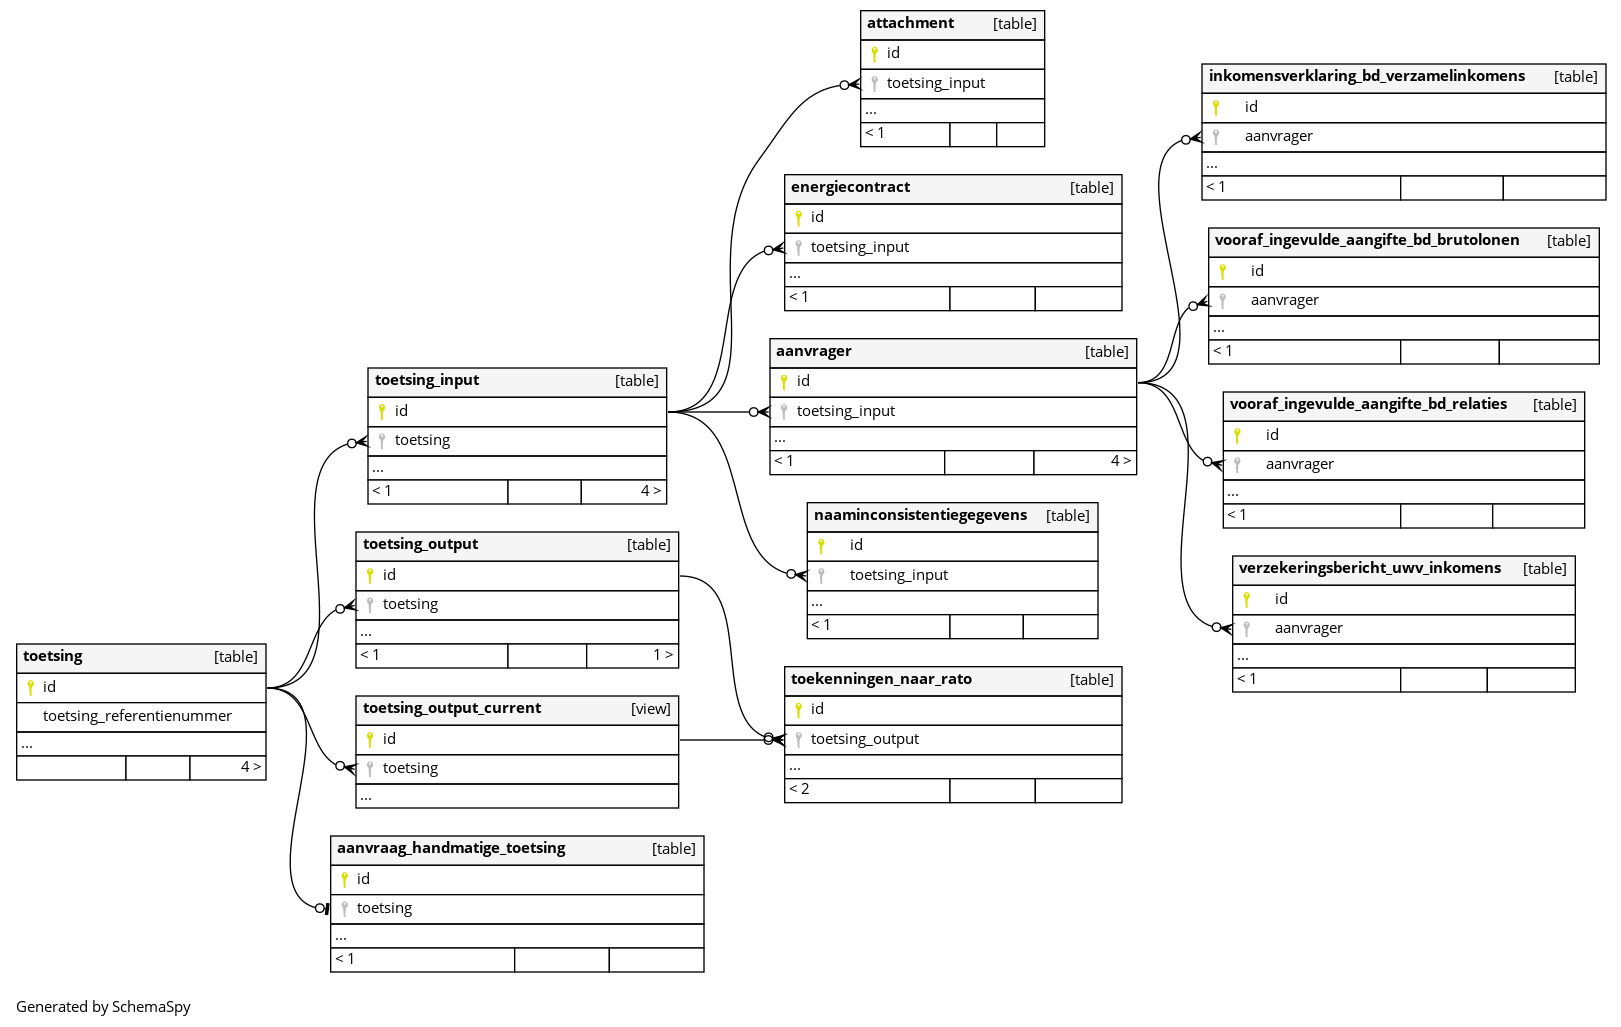 attachment [table]
id
toetsing_input
...
< 1
inkomensverklaring_bd_verzamelinkomen​s [table]
id
aanvrager
...
< 1
energiecontract [table]
id
toetsing_input
...
< 1
vooraf_ingevulde_aangifte_bd_brutolonen [table]
id
aanvrager
...
< 1
aanvrager [table]
id
toetsing_input
...
< 1 4 >
toetsing_input [table]
id
toetsing
...
< 1 4 >
vooraf_ingevulde_aangifte_bd_relaties [table]
id
aanvrager
...
< 1
naaminconsistentiegegevens [table]
id
toetsing_input
...
< 1
toetsing_output [table]
id
toetsing
...
< 1 1 >
verzekeringsbericht_uwv_inkomens [table]
id
aanvrager
...
< 1
toetsing [table]
id
toetsing_referentienummer
...
4 >
toekenningen_naar_rato [table]
id
toetsing_output
...
< 2
toetsing_output_current [view]
id
toetsing
...
aanvraag_handmatige_toetsing [table]
id
toetsing
...
< 1
Generated by SchemaSpy